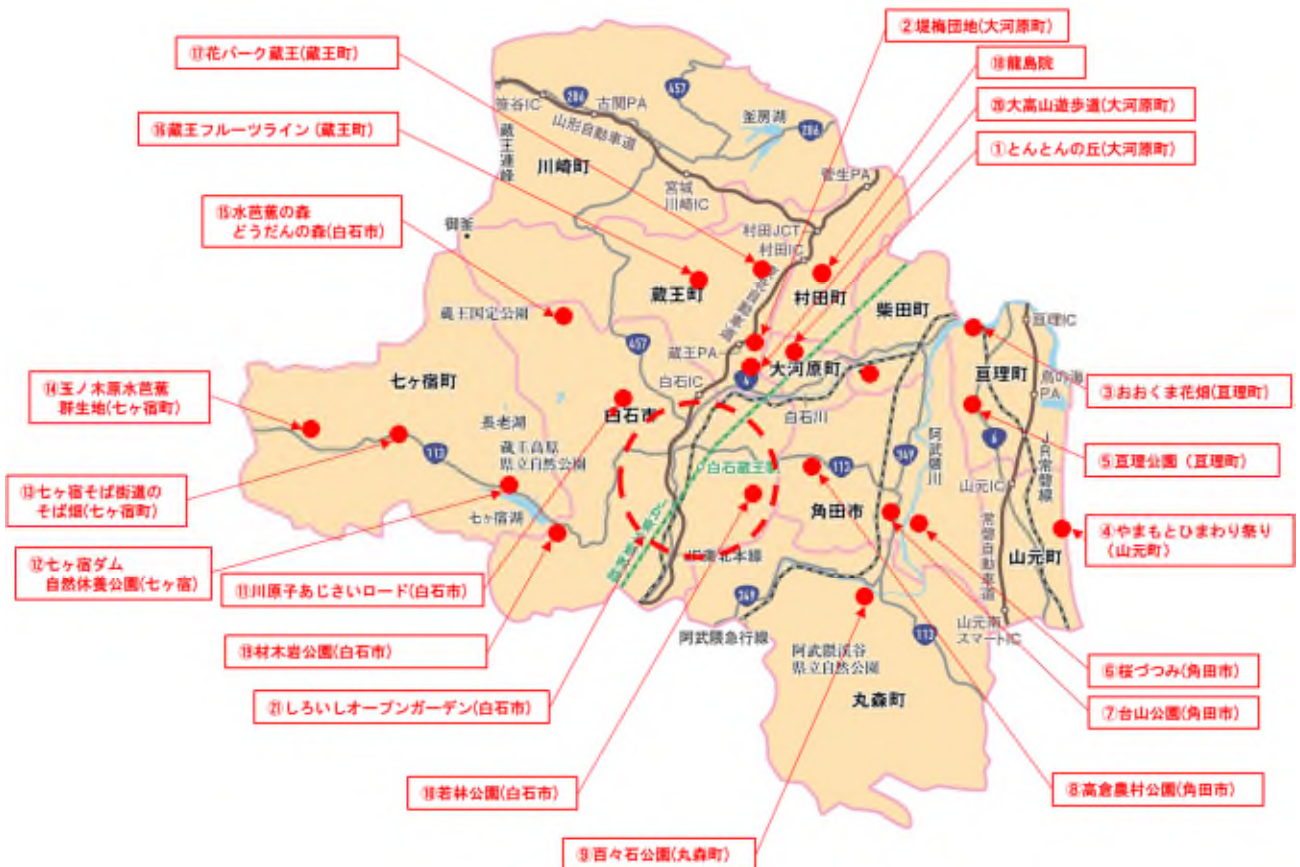 ②堤梅団地(大河原町)
⑰花パーク蔵王(蔵王町)
⑱龍島院
⑯蔵王フルーツライン(蔵王町)
⑳大高山遊歩道(大河原町)
①とんとんの丘(大河原町)
⑮水芭蕉の森
どうだんの森(白石市)
⑭玉ノ木原水芭蕉
群生地(七ヶ宿町)
③おおくま花畑(亘理町)
⑤亘理公園(亘理町)
⑬七ヶ宿そば街道の
そば畑(七ヶ宿町)
④やまもとひまわり祭り
(山元町)
⑫七ヶ宿ダム
自然休養公園(七ヶ宿)
⑪川原子あじさいロード(白石市)
材木岩公園(白石市)
⑥桜づつみ(角田市)
㉑しろいしオープンガーデン(白石市)
⑦台山公園(角田市)
若林公園(白石市)
⑧高倉農村公園(角田市)
⑨百々石公園(丸森町)
457
286
古関PA
笹谷IC
山形自動車道
釜房湖
286
蔵王連峰
川崎町
菅生PA
宮城
川崎IC
御釜
村田JCT
村田IC
蔵王町
村田町
柴田町
蔵王国定公園
亘理IC
457
蔵王PA
大河原町
亘理町
鳥の海
PA
七ヶ宿町
白石IC
4
白石市
白石川
長老湖
阿武隈川
6
JR常磐線
113
蔵王高原
県立自然公園
白石蔵王駅
113
349
山元IC
角田市
七ヶ宿湖
常磐自動車道
山元町
JR東北本線
349
山元南
スマートIC
阿武隈急行線
113
阿武隈渓谷
県立自然公園
丸森町